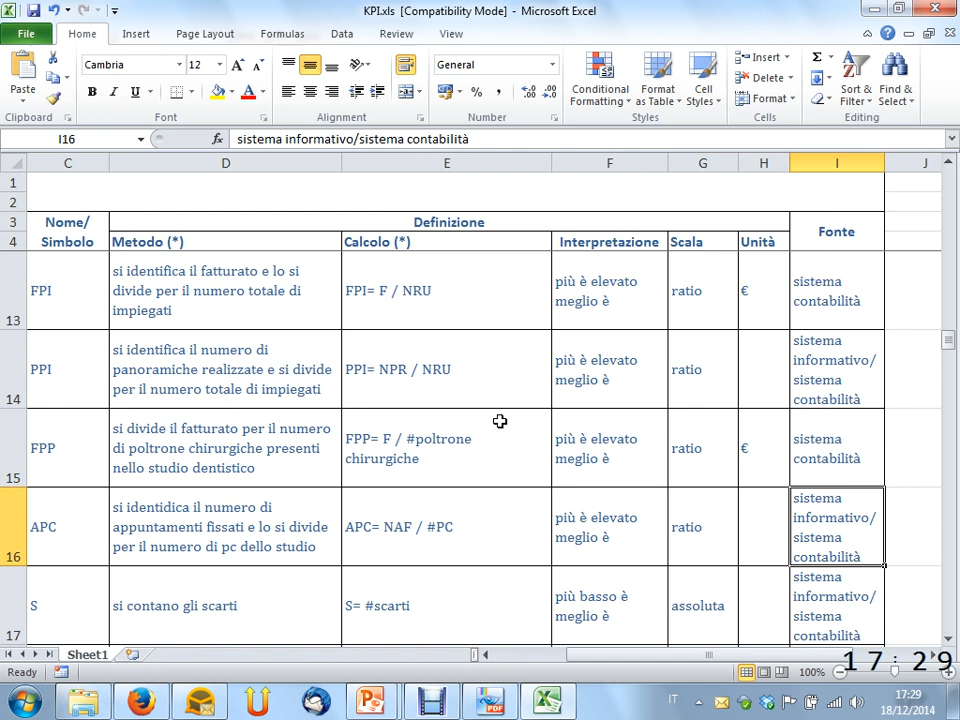 KPI.xls [Compatibility Mode] - Microsoft Excel
File Home Insert Page Layout Formulas Data Review View
Paste
Cambria 12
General
Conditional Formatting
Format as Table
Cell Styles
Insert
Delete
Format
Sort & Filter
Find & Select
Clipboard Font Alignment Number Styles Cells Editing
I16 fx sistema informativo/sistema contabilità
C D E F G H I J
1
2
3 Nome/ Definizione
4 Simbolo Metodo (*) Calcolo (*) Interpretazione Scala Unità Fonte
13 FPI
si identifica il fatturato e lo si
divide per il numero totale di
impiegati
FPI= F / NRU
più è elevato
meglio è
ratio
€
sistema
contabilità
14 PPI
si identifica il numero di
panoramiche realizzate e si divide
per il numero totale di impiegati
PPI= NPR / NRU
più è elevato
meglio è
ratio
sistema
informativo/
sistema
contabilità
15 FPP
si divide il fatturato per il numero
di poltrone chirurgiche presenti
nello studio dentistico
FPP= F / #poltrone
chirurgiche
più è elevato
meglio è
ratio
€
sistema
contabilità
16 APC
si identidica il numero di
appuntamenti fissati e lo si divide
per il numero di pc dello studio
APC= NAF / #PC
più è elevato
meglio è
ratio
sistema
informativo/
sistema
contabilità
17 S
si contano gli scarti
S= #scarti
più basso è
meglio è
assoluta
sistema
informativo/
sistema
contabilità
Sheet1
Ready
100%
17:29
IT
17:29
18/12/2014